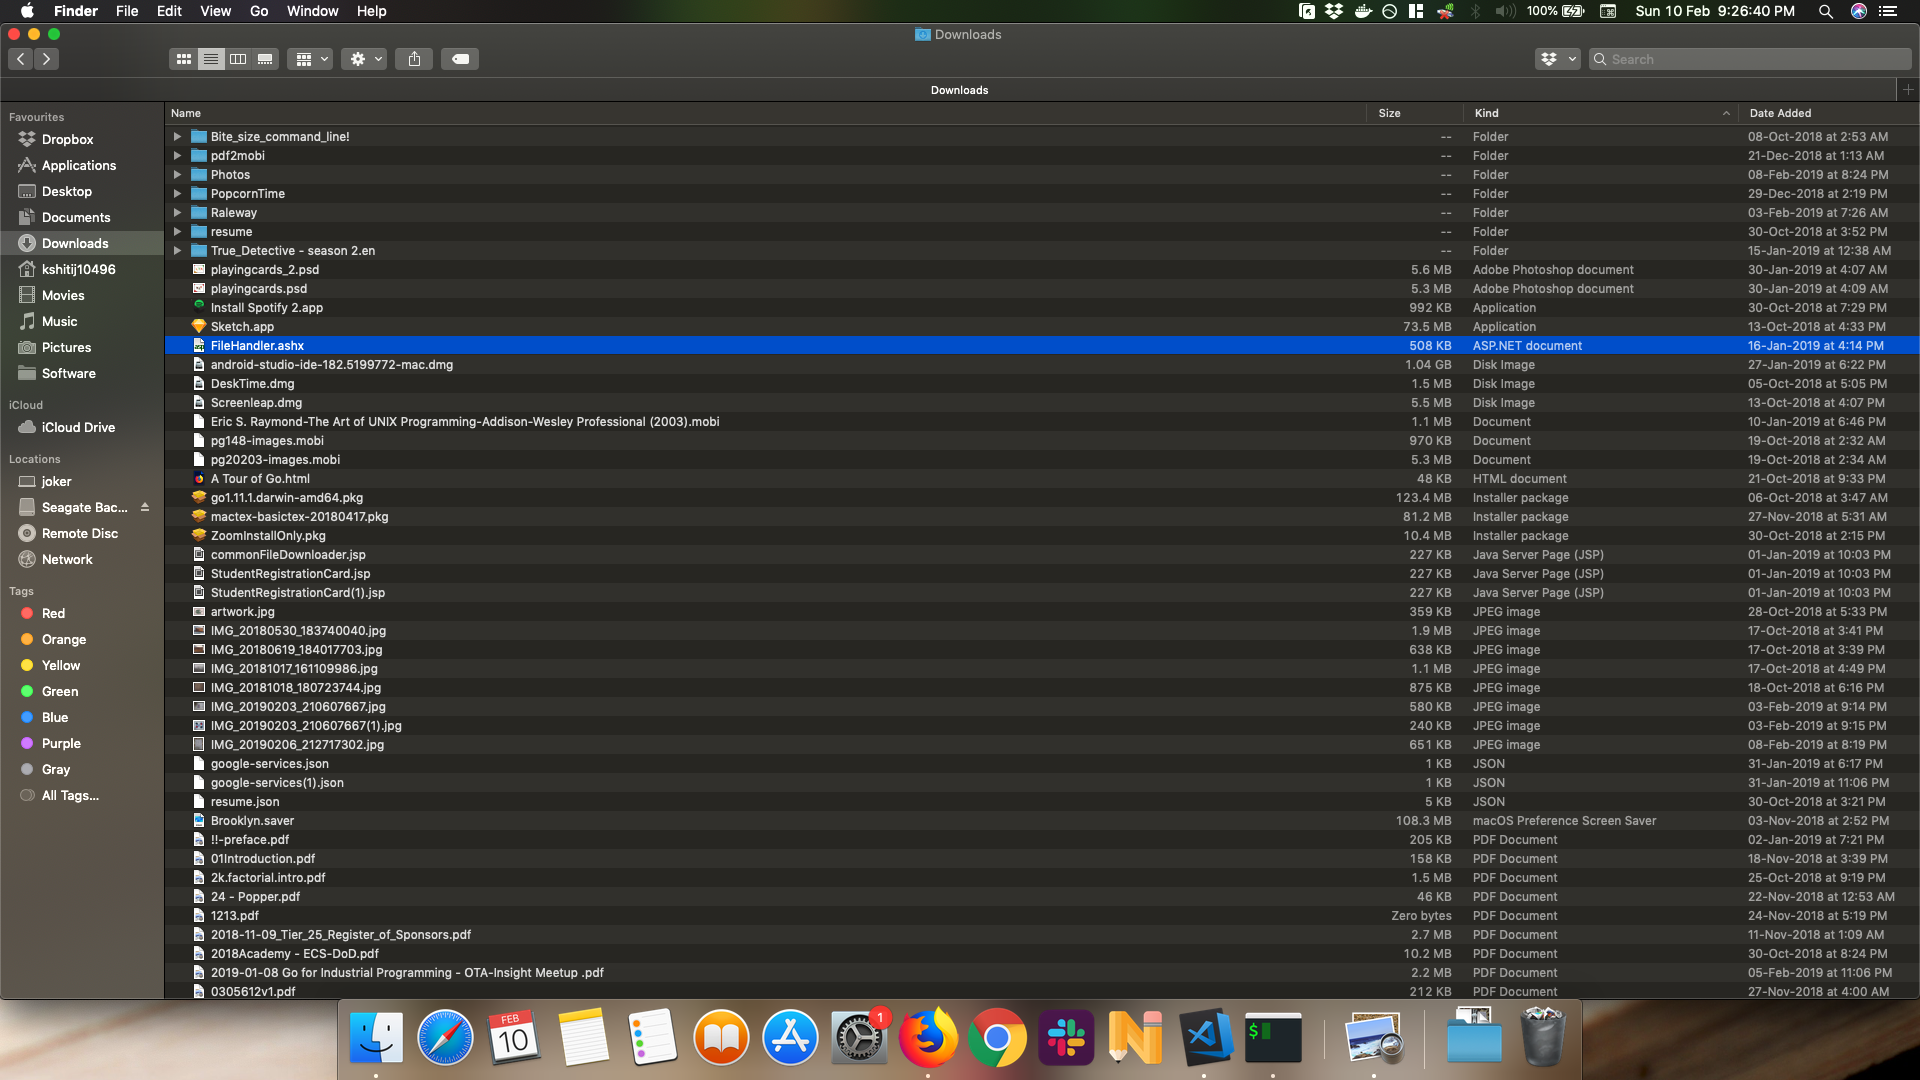 Finder File Edit View Go Window Help 100% Sun 10 Feb 9:26:40 PM
Downloads
Search
Downloads
Favourites
Dropbox
Applications
Desktop
Documents
Downloads
kshitij10496
Movies
Music
Pictures
Software
iCloud
iCloud Drive
Locations
joker
Seagate Bac...
Remote Disc
Network
Tags
Red
Orange
Yellow
Green
Blue
Purple
Gray
All Tags...
Name Size Kind Date Added
Bite_size_command_line! -- Folder 08-Oct-2018 at 2:53 AM
pdf2mobi -- Folder 21-Dec-2018 at 1:13 AM
Photos -- Folder 08-Feb-2019 at 8:24 PM
PopcornTime -- Folder 29-Dec-2018 at 2:19 PM
Raleway -- Folder 03-Feb-2019 at 7:26 AM
resume -- Folder 30-Oct-2018 at 3:52 PM
True_Detective - season 2.en -- Folder 15-Jan-2019 at 12:38 AM
playingcards_2.psd 5.6 MB Adobe Photoshop document 30-Jan-2019 at 4:07 AM
playingcards.psd 5.3 MB Adobe Photoshop document 30-Jan-2019 at 4:09 AM
Install Spotify 2.app 992 KB Application 30-Oct-2018 at 7:29 PM
Sketch.app 73.5 MB Application 13-Oct-2018 at 4:33 PM
FileHandler.ashx 508 KB ASP.NET document 16-Jan-2019 at 4:14 PM
android-studio-ide-182.5199772-mac.dmg 1.04 GB Disk Image 27-Jan-2019 at 6:22 PM
DeskTime.dmg 1.5 MB Disk Image 05-Oct-2018 at 5:05 PM
Screenleap.dmg 5.5 MB Disk Image 13-Oct-2018 at 4:07 PM
Eric S. Raymond-The Art of UNIX Programming-Addison-Wesley Professional (2003).mobi 1.1 MB Document 10-Jan-2019 at 6:46 PM
pg148-images.mobi 970 KB Document 19-Oct-2018 at 2:32 AM
pg20203-images.mobi 5.3 MB Document 19-Oct-2018 at 2:34 AM
A Tour of Go.html 48 KB HTML document 21-Oct-2018 at 9:33 PM
go1.11.1.darwin-amd64.pkg 123.4 MB Installer package 06-Oct-2018 at 3:47 AM
mactex-basictex-20180417.pkg 81.2 MB Installer package 27-Nov-2018 at 5:31 AM
ZoomInstallOnly.pkg 10.4 MB Installer package 30-Oct-2018 at 2:15 PM
commonFileDownloader.jsp 227 KB Java Server Page (JSP) 01-Jan-2019 at 10:03 PM
StudentRegistrationCard.jsp 227 KB Java Server Page (JSP) 01-Jan-2019 at 10:03 PM
StudentRegistrationCard(1).jsp 227 KB Java Server Page (JSP) 01-Jan-2019 at 10:03 PM
artwork.jpg 359 KB JPEG image 28-Oct-2018 at 5:33 PM
IMG_20180530_183740040.jpg 1.9 MB JPEG image 17-Oct-2018 at 3:41 PM
IMG_20180619_184017703.jpg 638 KB JPEG image 17-Oct-2018 at 3:39 PM
IMG_20181017_161109986.jpg 1.1 MB JPEG image 17-Oct-2018 at 4:49 PM
IMG_20181018_180723744.jpg 875 KB JPEG image 18-Oct-2018 at 6:16 PM
IMG_20190203_210607667.jpg 580 KB JPEG image 03-Feb-2019 at 9:14 PM
IMG_20190203_210607667(1).jpg 240 KB JPEG image 03-Feb-2019 at 9:15 PM
IMG_20190206_212717302.jpg 651 KB JPEG image 08-Feb-2019 at 8:19 PM
google-services.json 1 KB JSON 31-Jan-2019 at 6:17 PM
google-services(1).json 1 KB JSON 31-Jan-2019 at 11:06 PM
resume.json 5 KB JSON 30-Oct-2018 at 3:21 PM
Brooklyn.saver 108.3 MB macOS Preference Screen Saver 03-Nov-2018 at 2:52 PM
!!-preface.pdf 205 KB PDF Document 02-Jan-2019 at 7:21 PM
01Introduction.pdf 158 KB PDF Document 18-Nov-2018 at 3:39 PM
2k.factorial.intro.pdf 1.5 MB PDF Document 25-Oct-2018 at 9:19 PM
24 - Popper.pdf 46 KB PDF Document 22-Nov-2018 at 12:53 AM
1213.pdf Zero bytes PDF Document 24-Nov-2018 at 5:19 PM
2018-11-09_Tier_25_Register_of_Sponsors.pdf 2.7 MB PDF Document 11-Nov-2018 at 1:09 AM
2018Academy - ECS-DoD.pdf 10.2 MB PDF Document 30-Oct-2018 at 8:24 PM
2019-01-08 Go for Industrial Programming - OTA-Insight Meetup .pdf 2.2 MB PDF Document 05-Feb-2019 at 11:06 PM
0305612v1.pdf 212 KB PDF Document 27-Nov-2018 at 4:00 AM
FEB
10
1
$